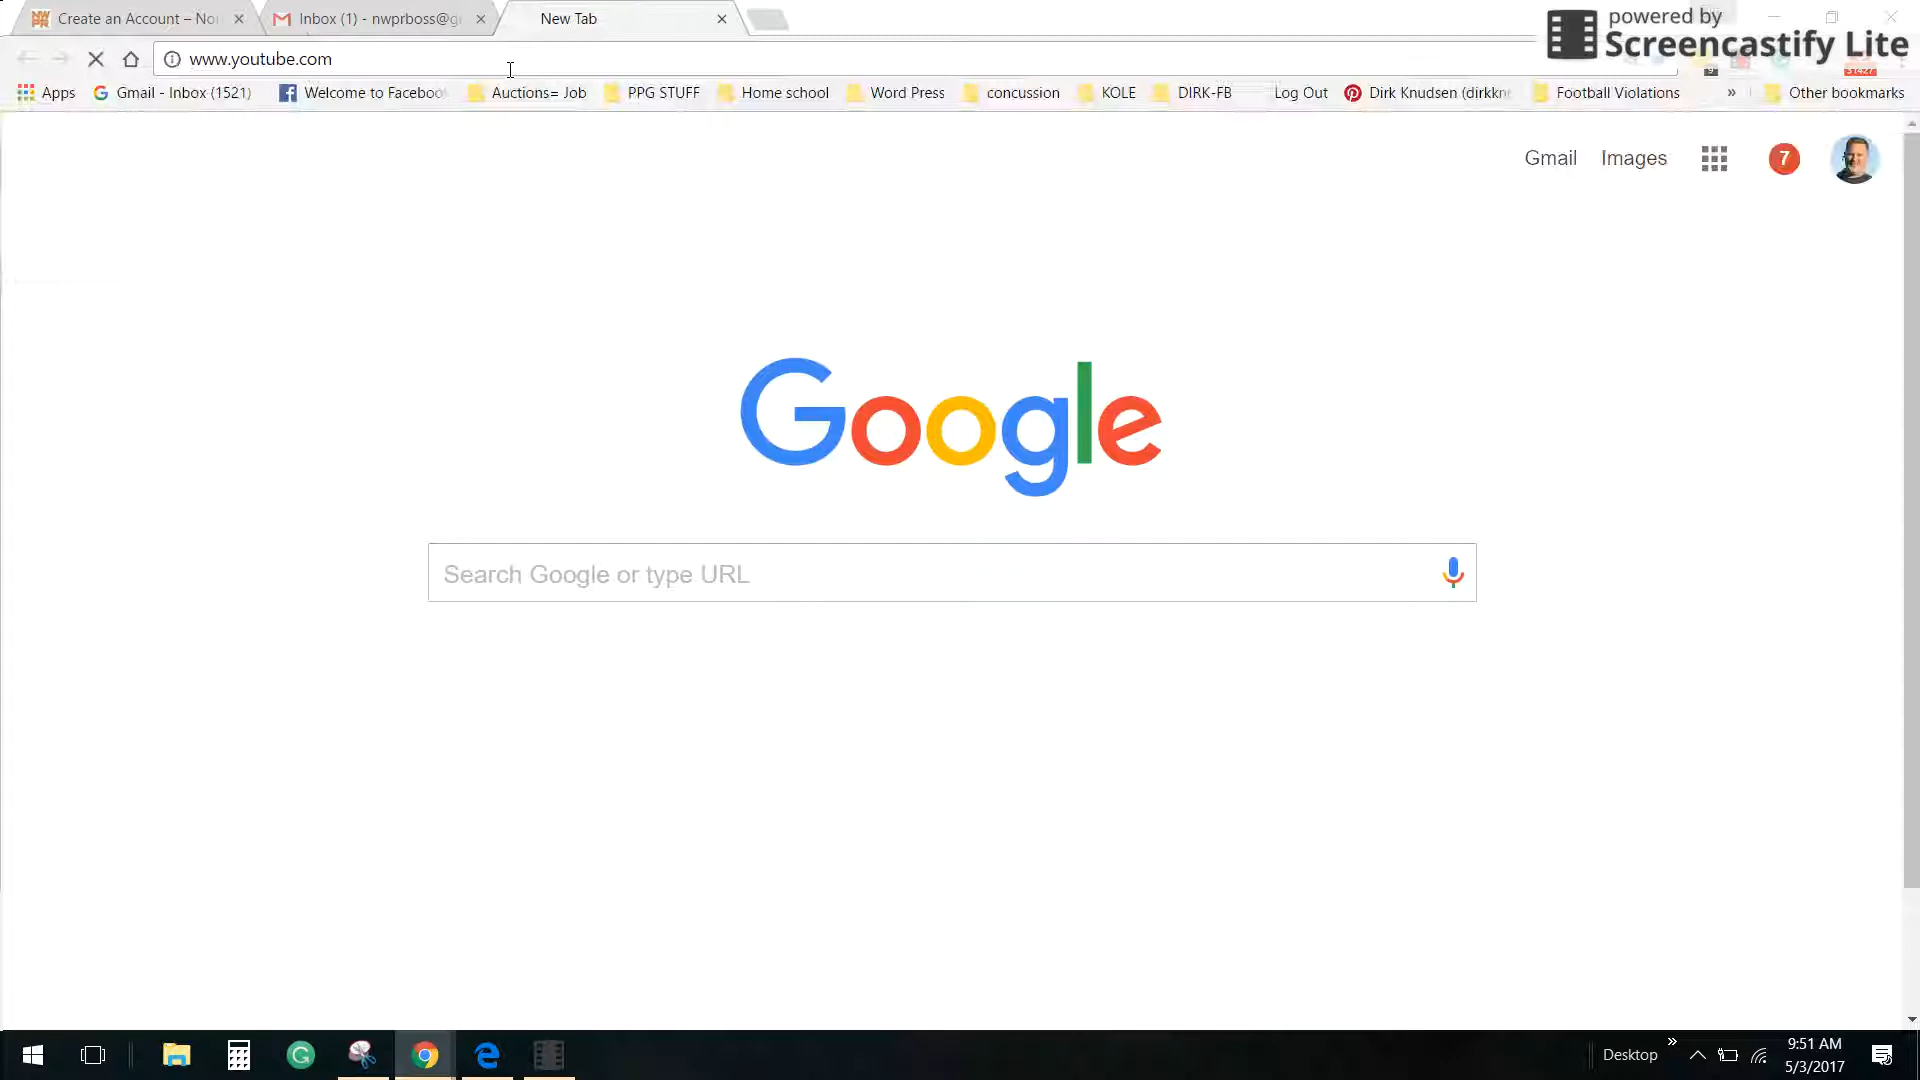 Create an Account – No
Inbox (1) - nwprboss@g
New Tab
powered by
Screencastify Lite
www.youtube.com
Apps
Gmail - Inbox (1521)
Welcome to Faceboo
Auctions= Job
PPG STUFF
Home school
Word Press
concussion
KOLE
DIRK-FB
Log Out
Dirk Knudsen (dirkkn
Football Violations
»
Other bookmarks
Gmail
Images
7
Google
Search Google or type URL
Desktop
»
9:51 AM
5/3/2017